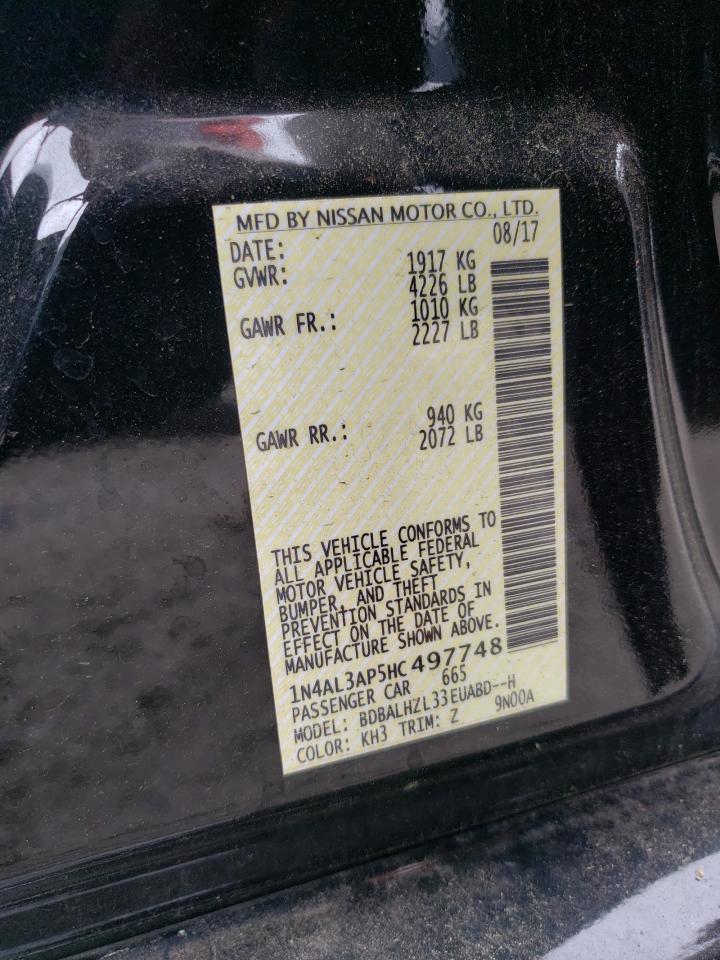 MFD BY NISSAN MOTOR CO., LTD.
DATE: 08/17
GVWR: 1917 KG
4226 LB
GAWR FR.: 1010 KG
2227 LB
GAWR RR.: 940 KG
2072 LB
THIS VEHICLE CONFORMS TO
ALL APPLICABLE FEDERAL
MOTOR VEHICLE SAFETY,
BUMPER, AND THEFT
PREVENTION STANDARDS IN
EFFECT ON THE DATE OF
MANUFACTURE SHOWN ABOVE.
1N4AL3AP5HC497748
PASSENGER CAR 665
MODEL: BDBALHZL33EUABD--H
COLOR: KH3 TRIM: Z 9N00A